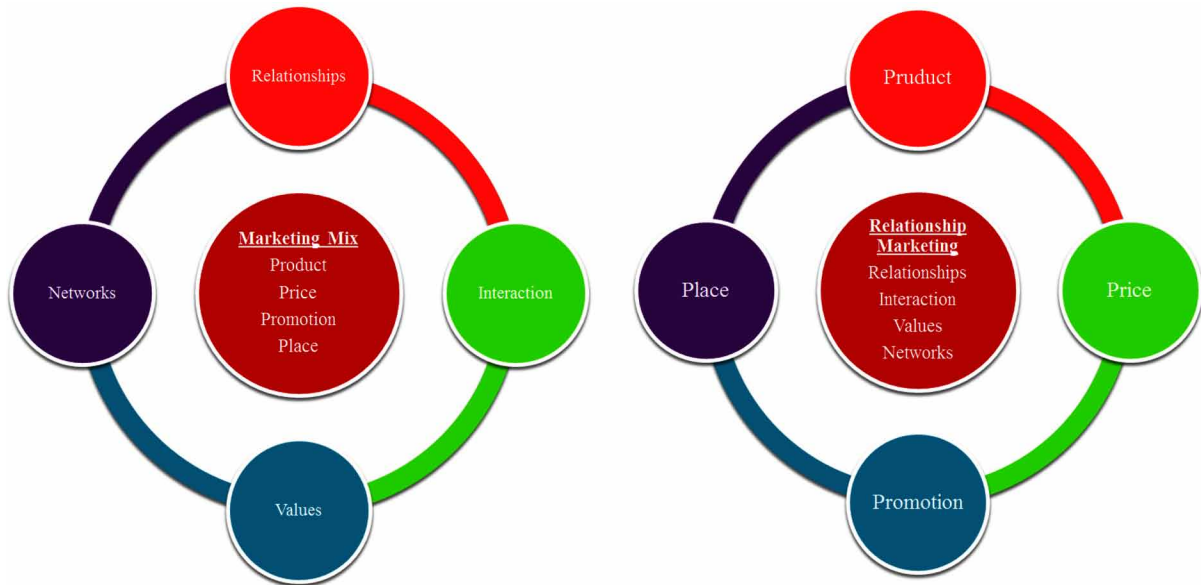 Relationships
Networks
Marketing Mix
Product
Price
Promotion
Place
Interaction
Values
Pruduct
Place
Relationship
Marketing
Relationships
Interaction
Values
Networks
Price
Promotion